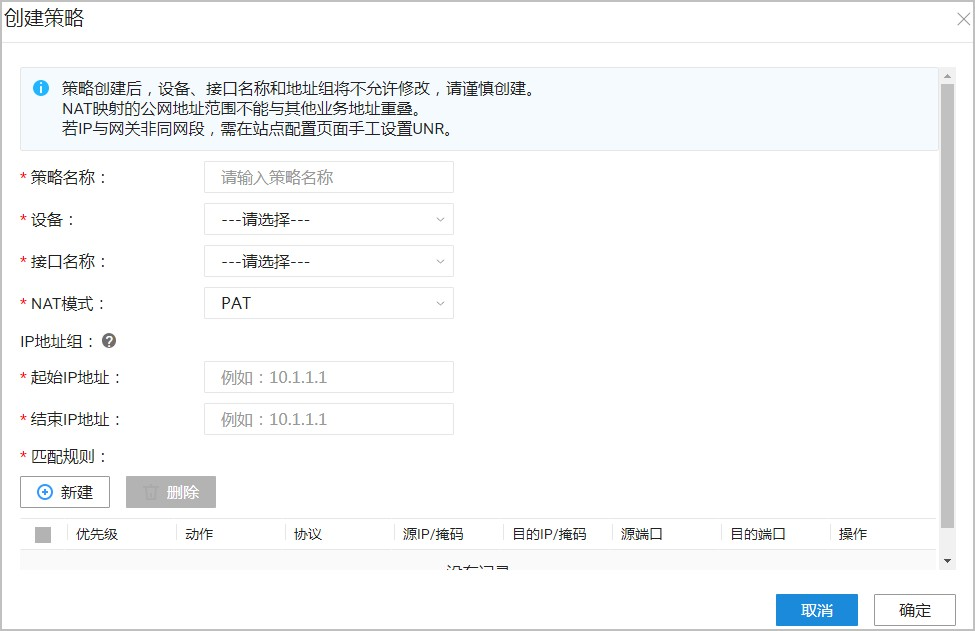 创建策略
策略创建后，设备、接口名称和地址组将不允许修改，请谨慎创建。
NAT映射的公网地址范围不能与其他业务地址重叠。
若IP与网关非同网段，需在站点配置页面手工设置UNR。
* 策略名称： 请输入策略名称
* 设备： ---请选择---
* 接口名称： ---请选择---
* NAT模式： PAT
IP地址组：
* 起始IP地址： 例如：10.1.1.1
* 结束IP地址： 例如：10.1.1.1
* 匹配规则：
新建 删除
优先级 动作 协议 源IP/掩码 目的IP/掩码 源端口 目的端口 操作
没有记录
取消 确定